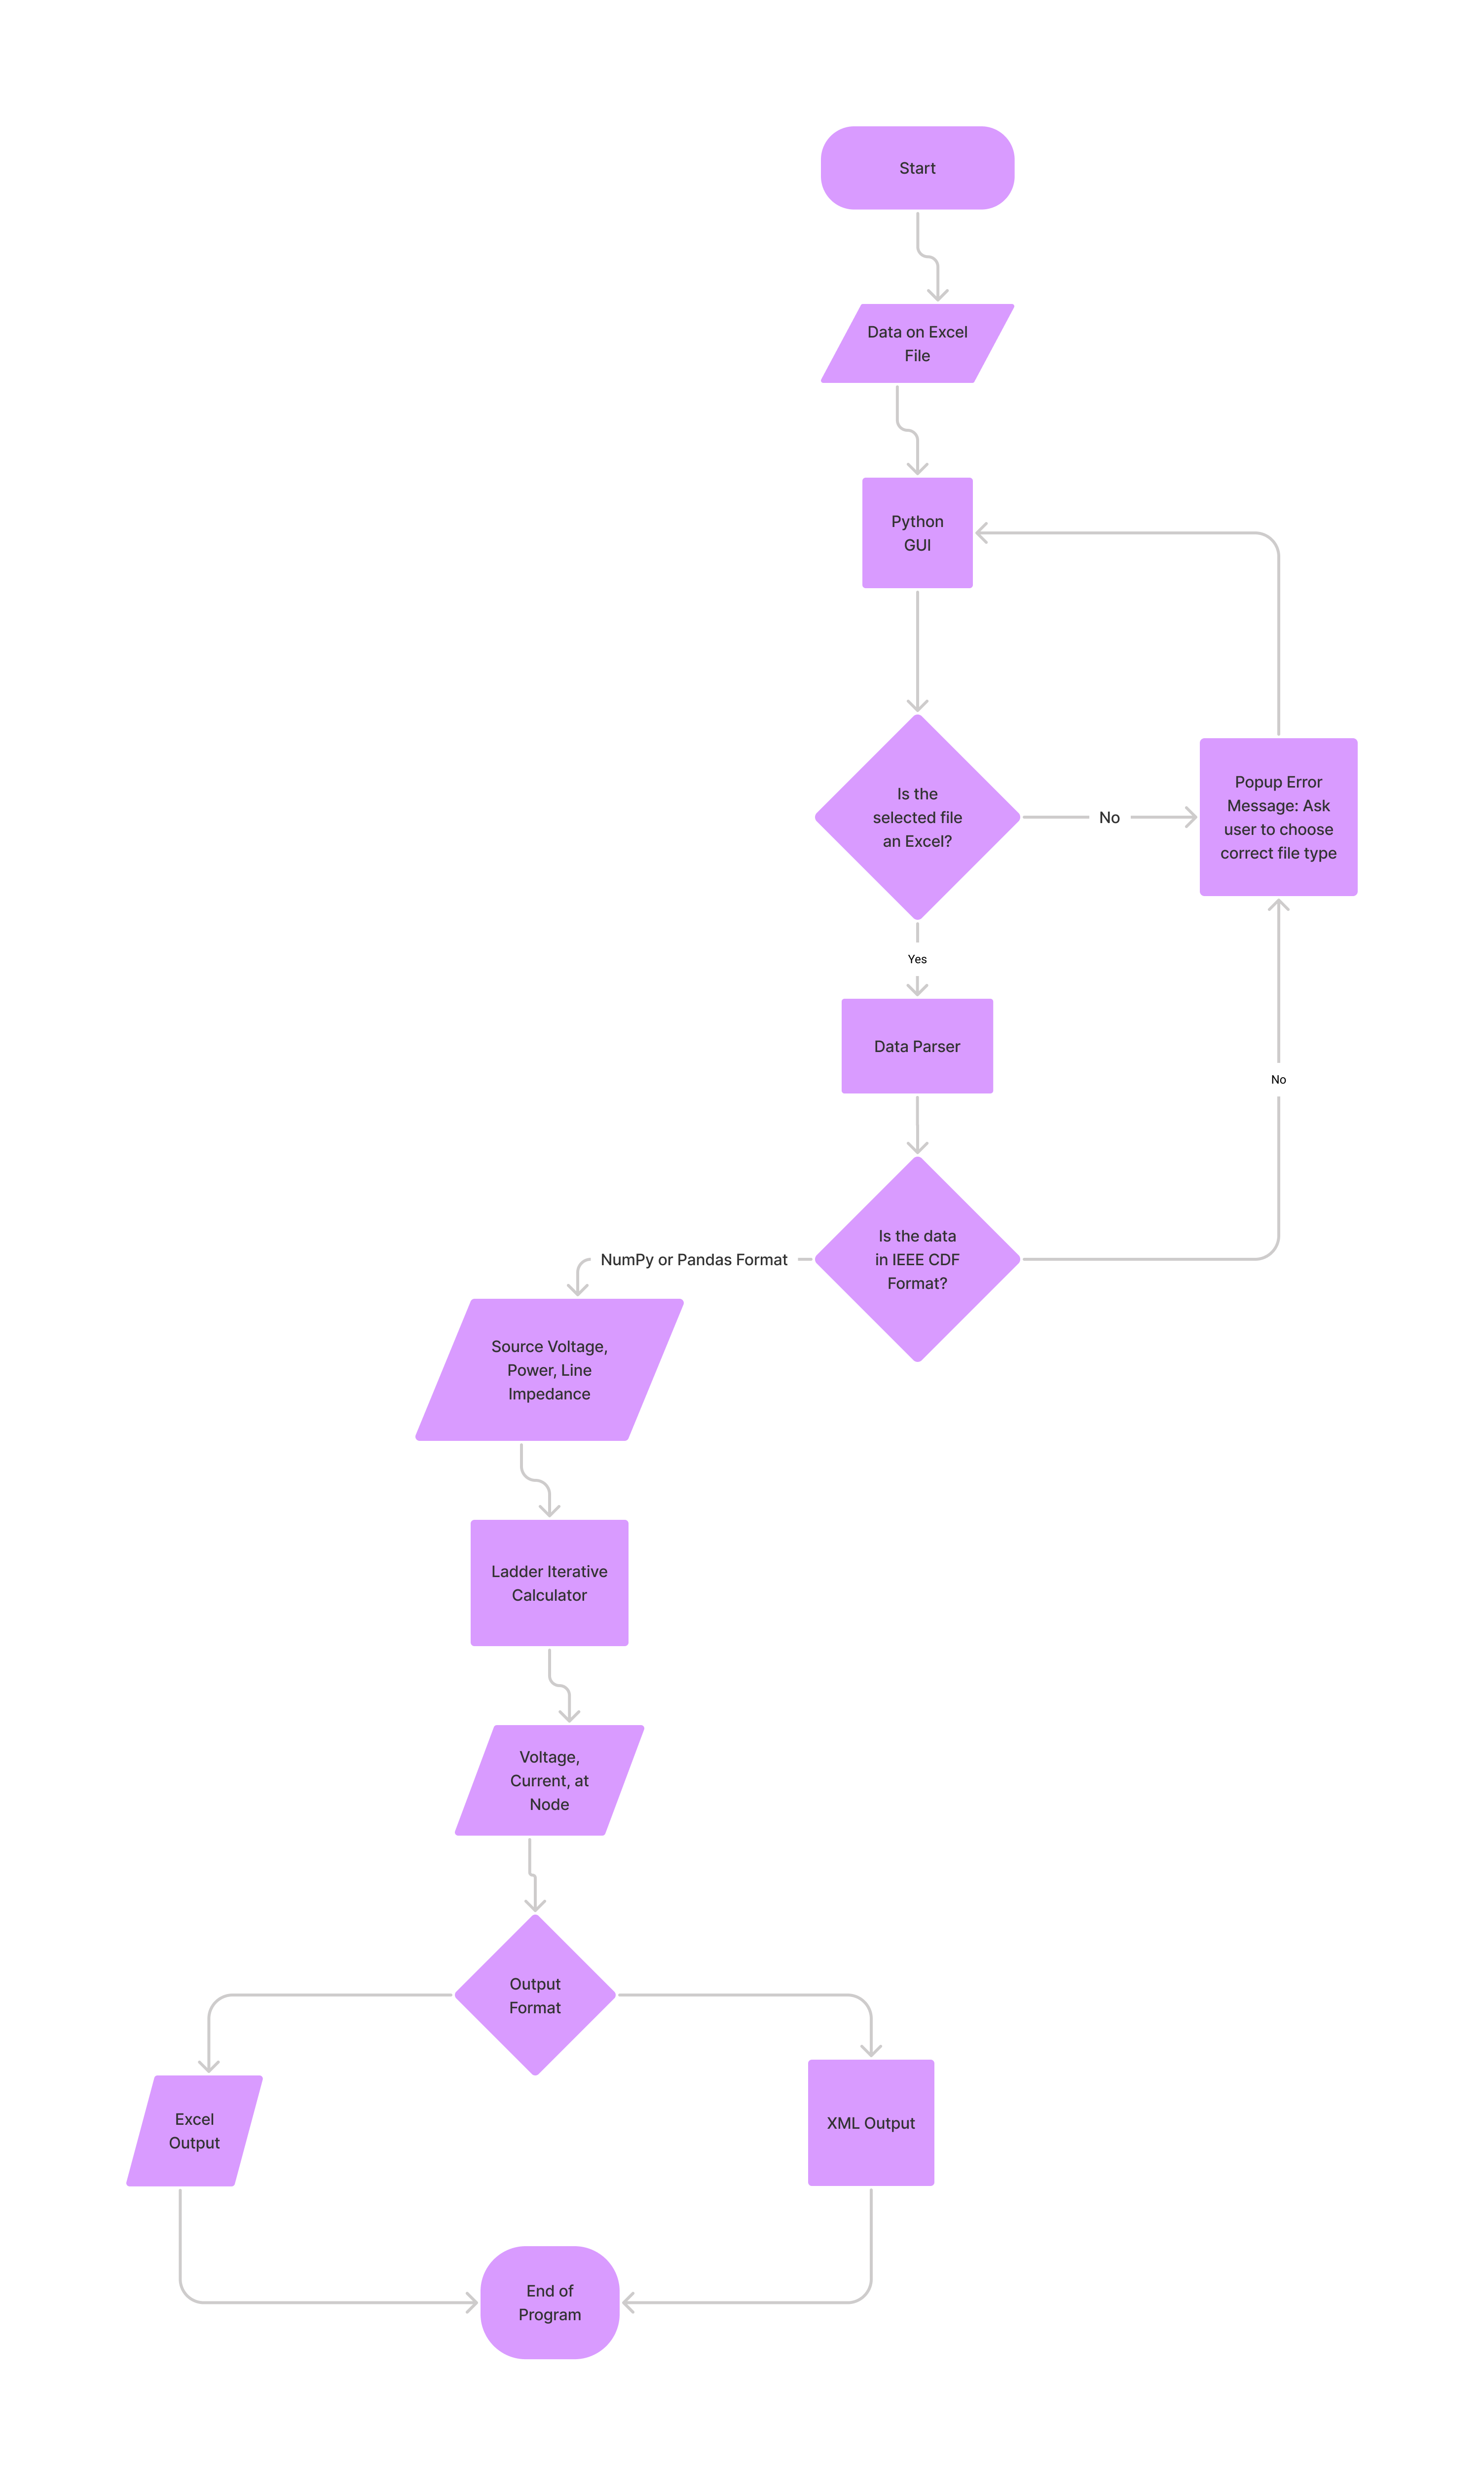 Start
Data on Excel
File
Python
GUI
Is the
selected file
an Excel?
No
Popup Error
Message: Ask
user to choose
correct file type
Yes
Data Parser
No
Is the data
in IEEE CDF
Format?
NumPy or Pandas Format
Source Voltage,
Power, Line
Impedance
Ladder Iterative
Calculator
Voltage,
Current, at
Node
Output
Format
Excel
Output
XML Output
End of
Program